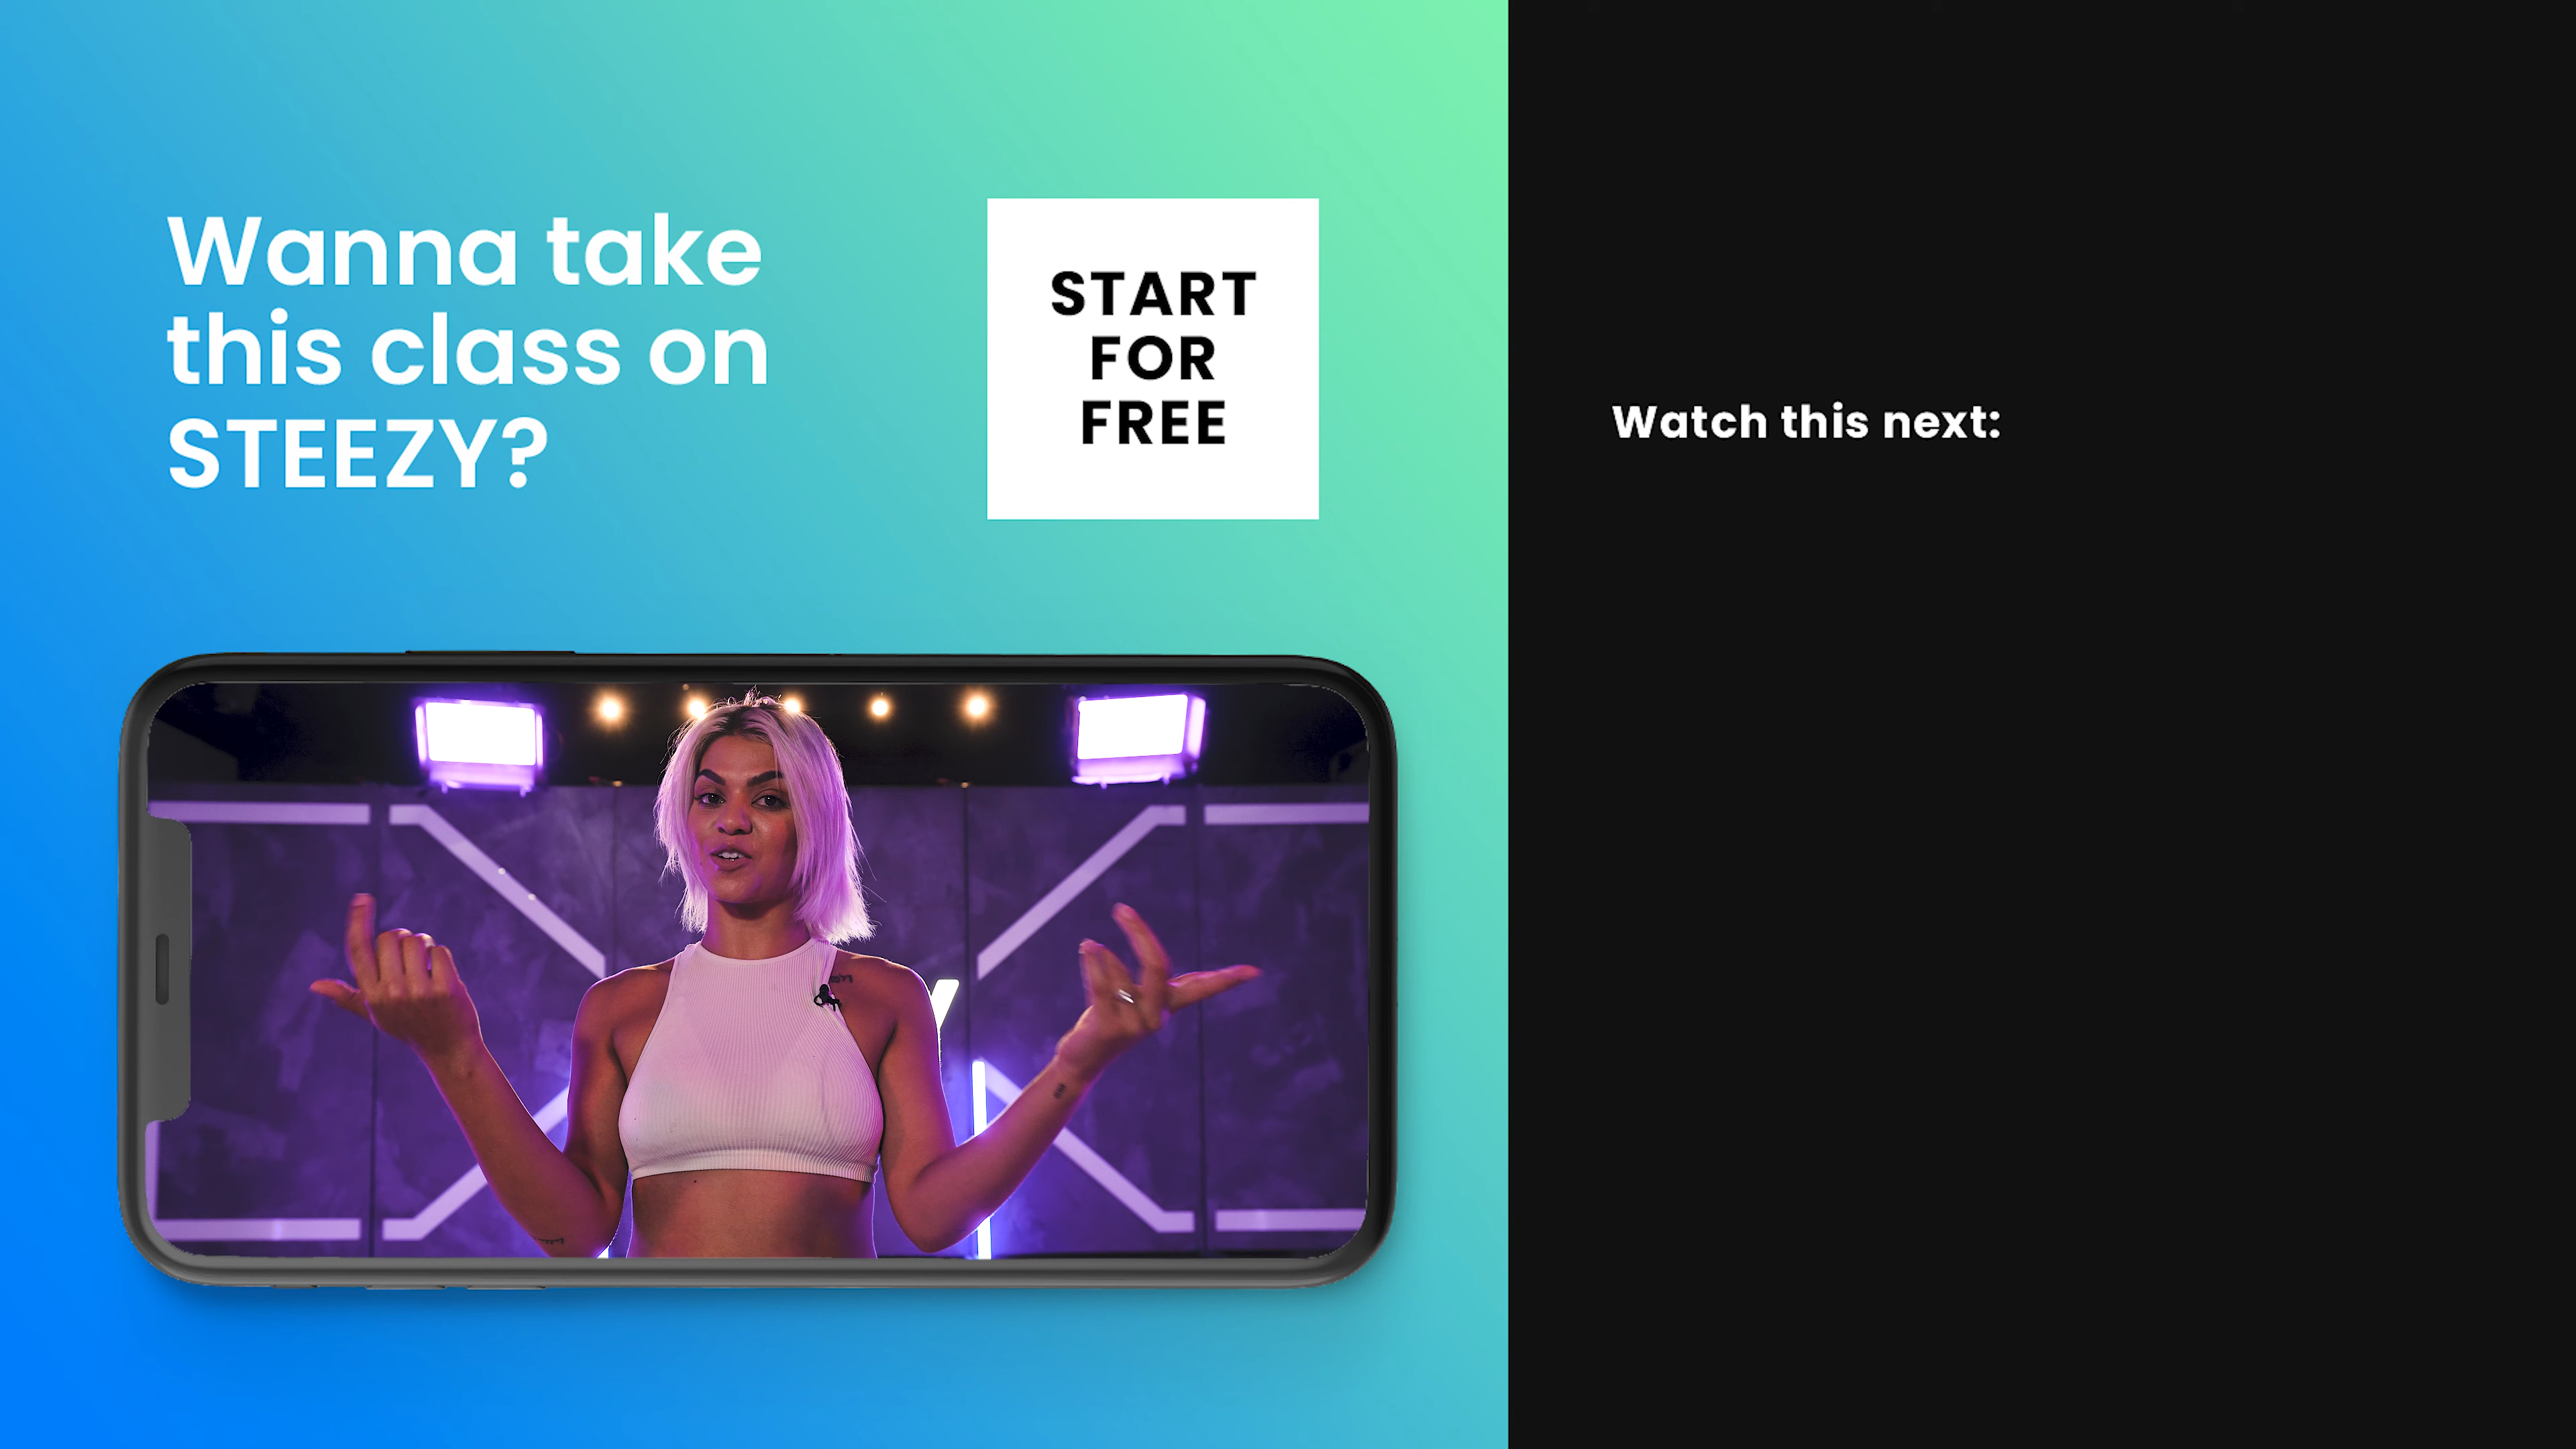 Wanna take
this class on
STEEZY?
START
FOR
FREE
Watch this next: